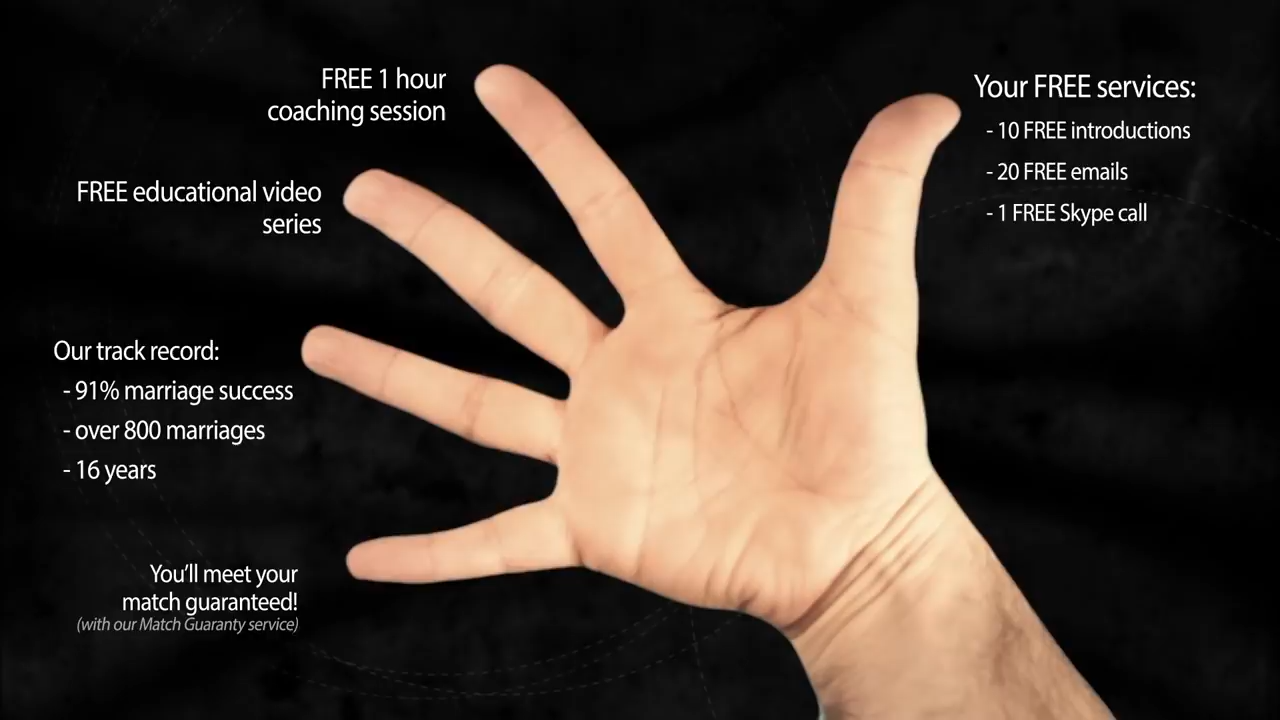 FREE 1 hour
coaching session
FREE educational video
series
Our track record:
- 91% marriage success
- over 800 marriages
- 16 years
You'll meet your
match guaranteed!
(with our Match Guaranty service)
Your FREE services:
- 10 FREE introductions
- 20 FREE emails
- 1 FREE Skype call